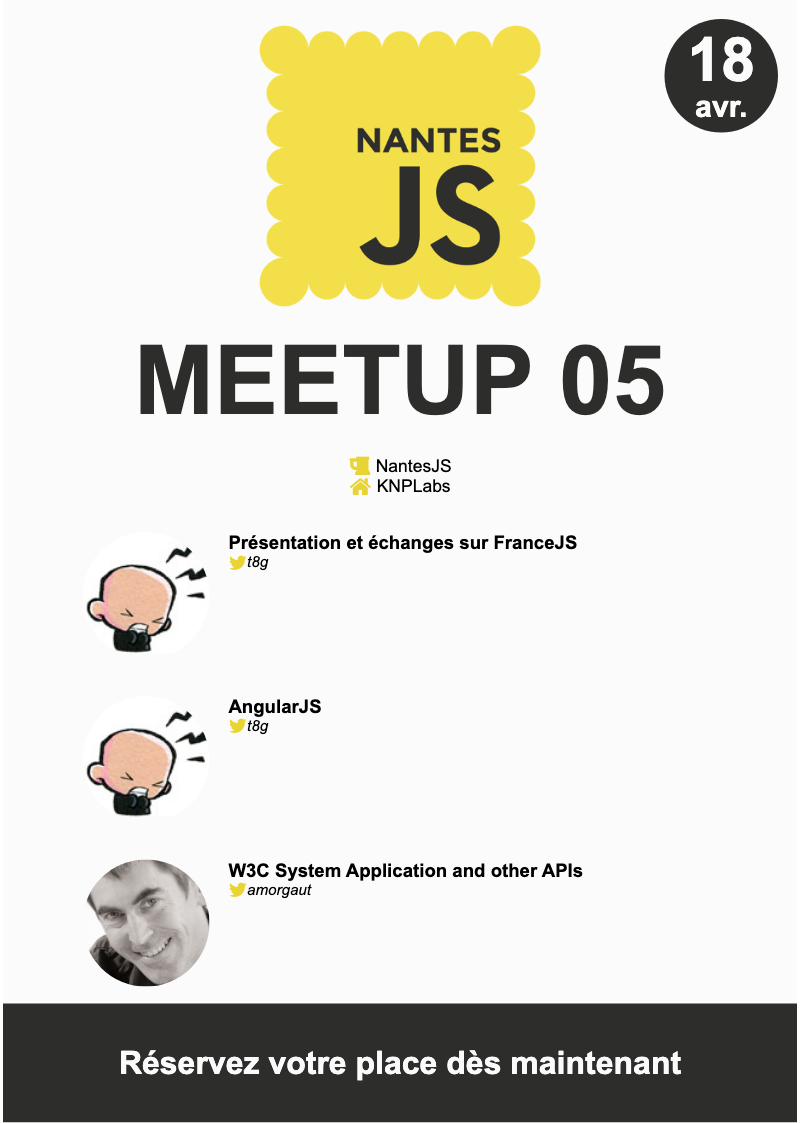 18
avr.
NANTES
JS
MEETUP 05
NantesJS
KNPLabs
Présentation et échanges sur FranceJS
t8g
AngularJS
t8g
W3C System Application and other APIs
amorgaut
Réservez votre place dès maintenant